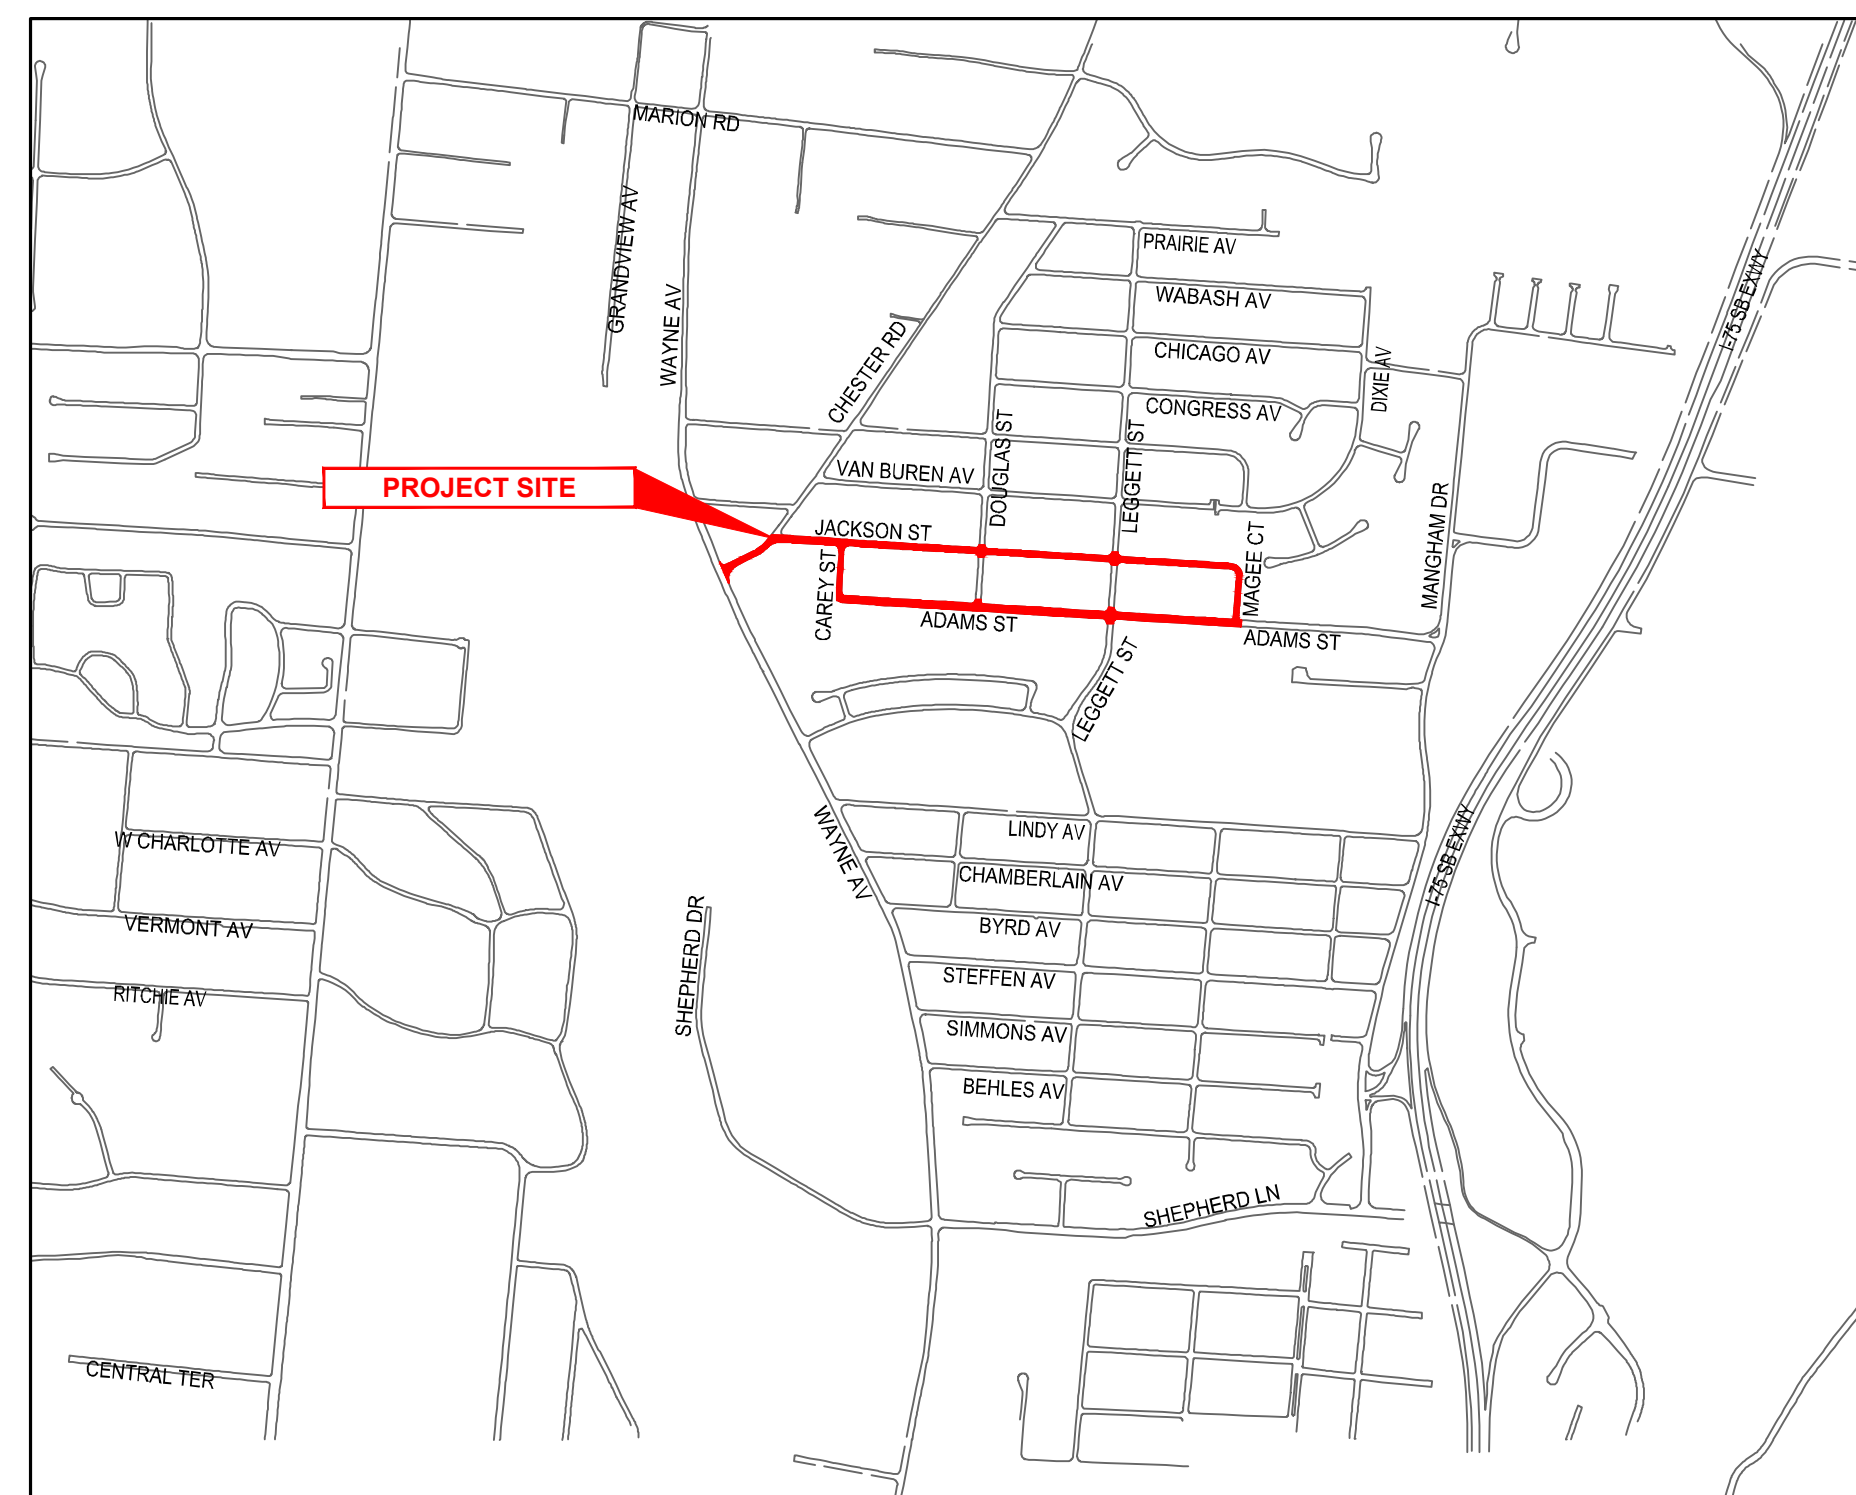 MARION RD
GRANDVIEW AV
WAYNE AV
CHESTER RD
PRAIRIE AV
WABASH AV
CHICAGO AV
DIXIE AV
CONGRESS AV
I-75 SB EXWY
VAN BUREN AV
DOUGLAS ST
LEGGETT ST
PROJECT SITE
JACKSON ST
MAGEE CT
MANGHAM DR
CAREY ST
ADAMS ST
ADAMS ST
LEGGETT ST
WAYNE AV
LINDY AV
I-75 SB EXWY
W CHARLOTTE AV
CHAMBERLAIN AV
VERMONT AV
BYRD AV
SHEPHERD DR
STEFFEN AV
RITCHIE AV
SIMMONS AV
BEHLES AV
SHEPHERD LN
CENTRAL TER